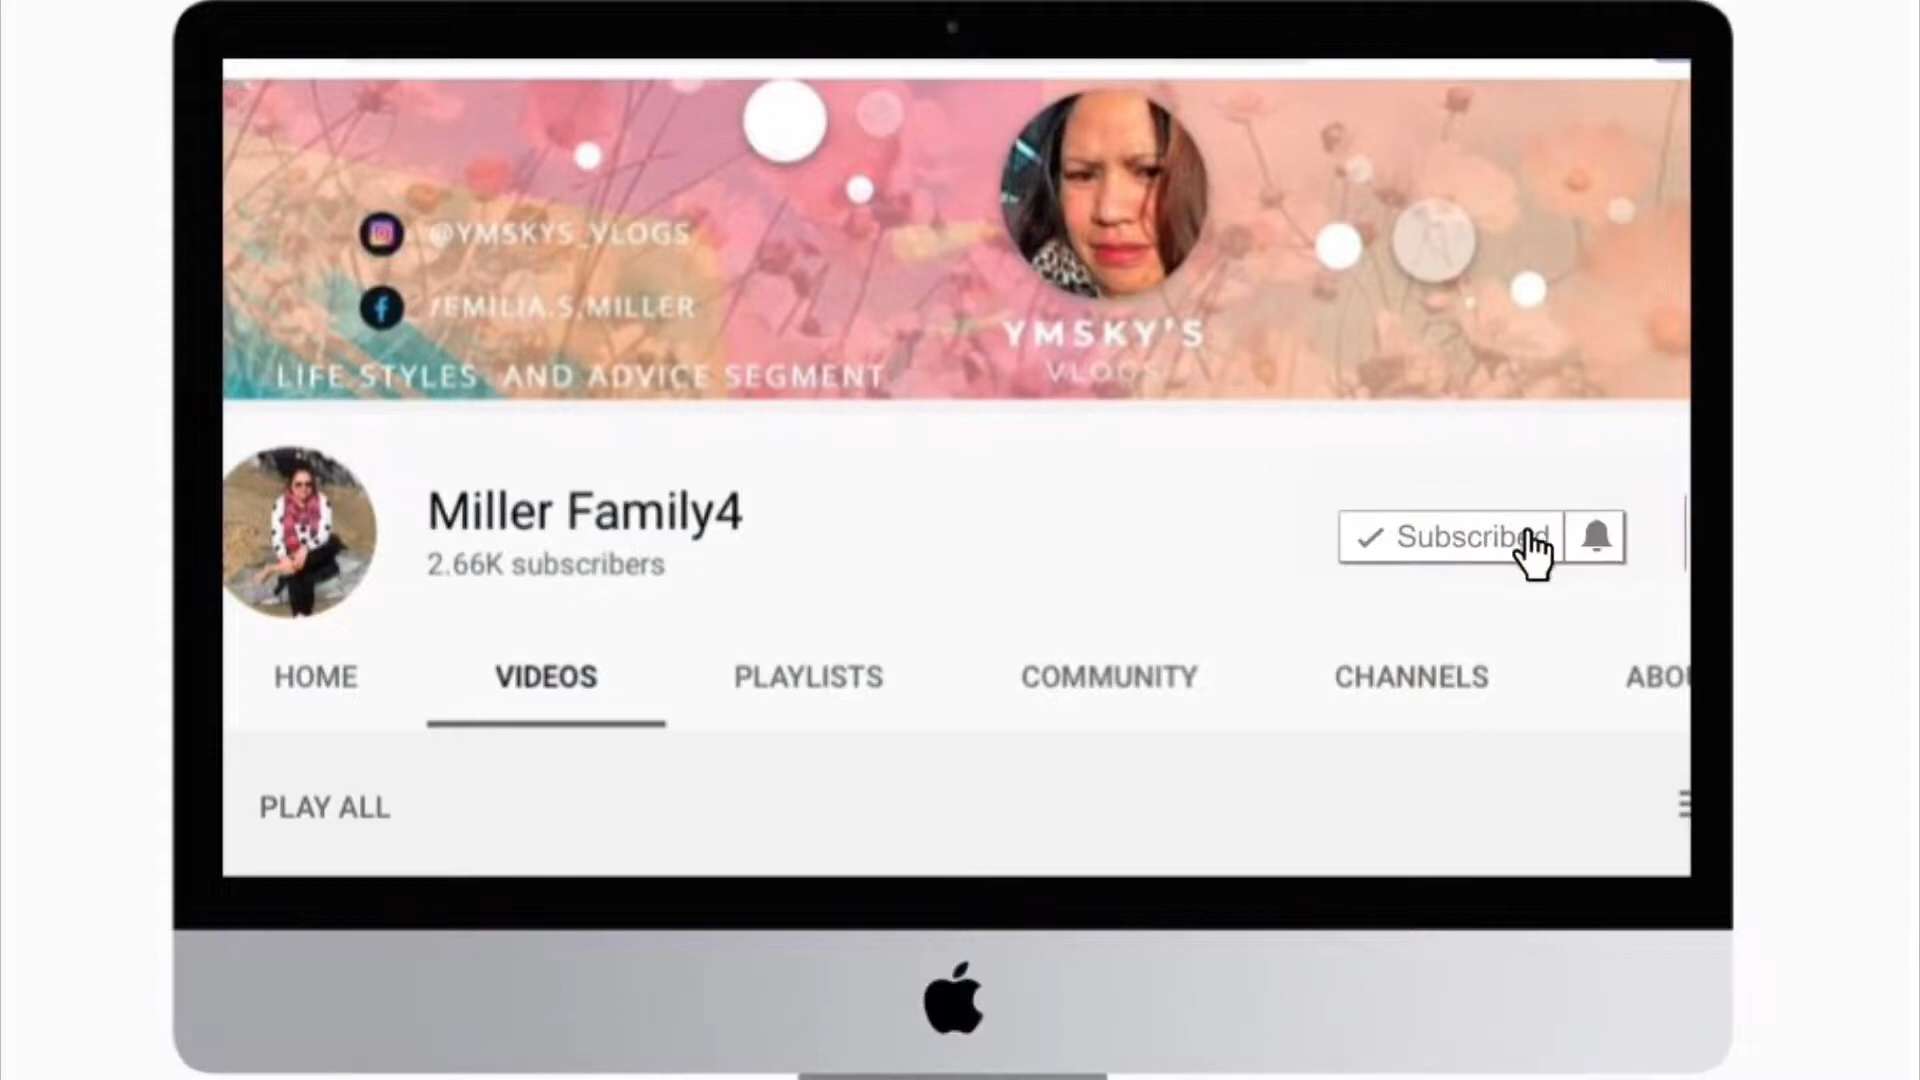 @YMSKYS_VLOGS
/EMILIA.S.MILLER
LIFE STYLES AND ADVICE SEGMENT
YMSKY'S
VLOGS
Miller Family4
2.66K subscribers
Subscribed
HOME VIDEOS PLAYLISTS COMMUNITY CHANNELS ABOU
PLAY ALL